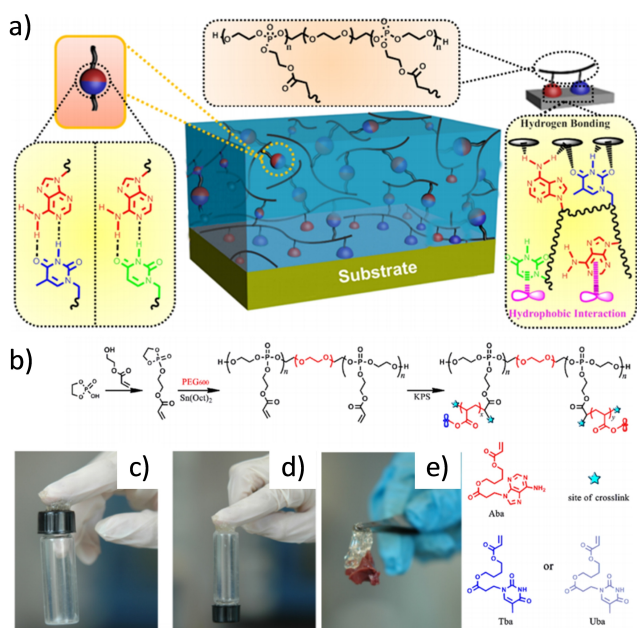 a)
Hydrogen Bonding
Substrate
Hydrophobic Interaction
b)
PEG600
Sn(Oct)2
KPS
c)
d)
e)
Aba
site of crosslink
Tba
or
Uba